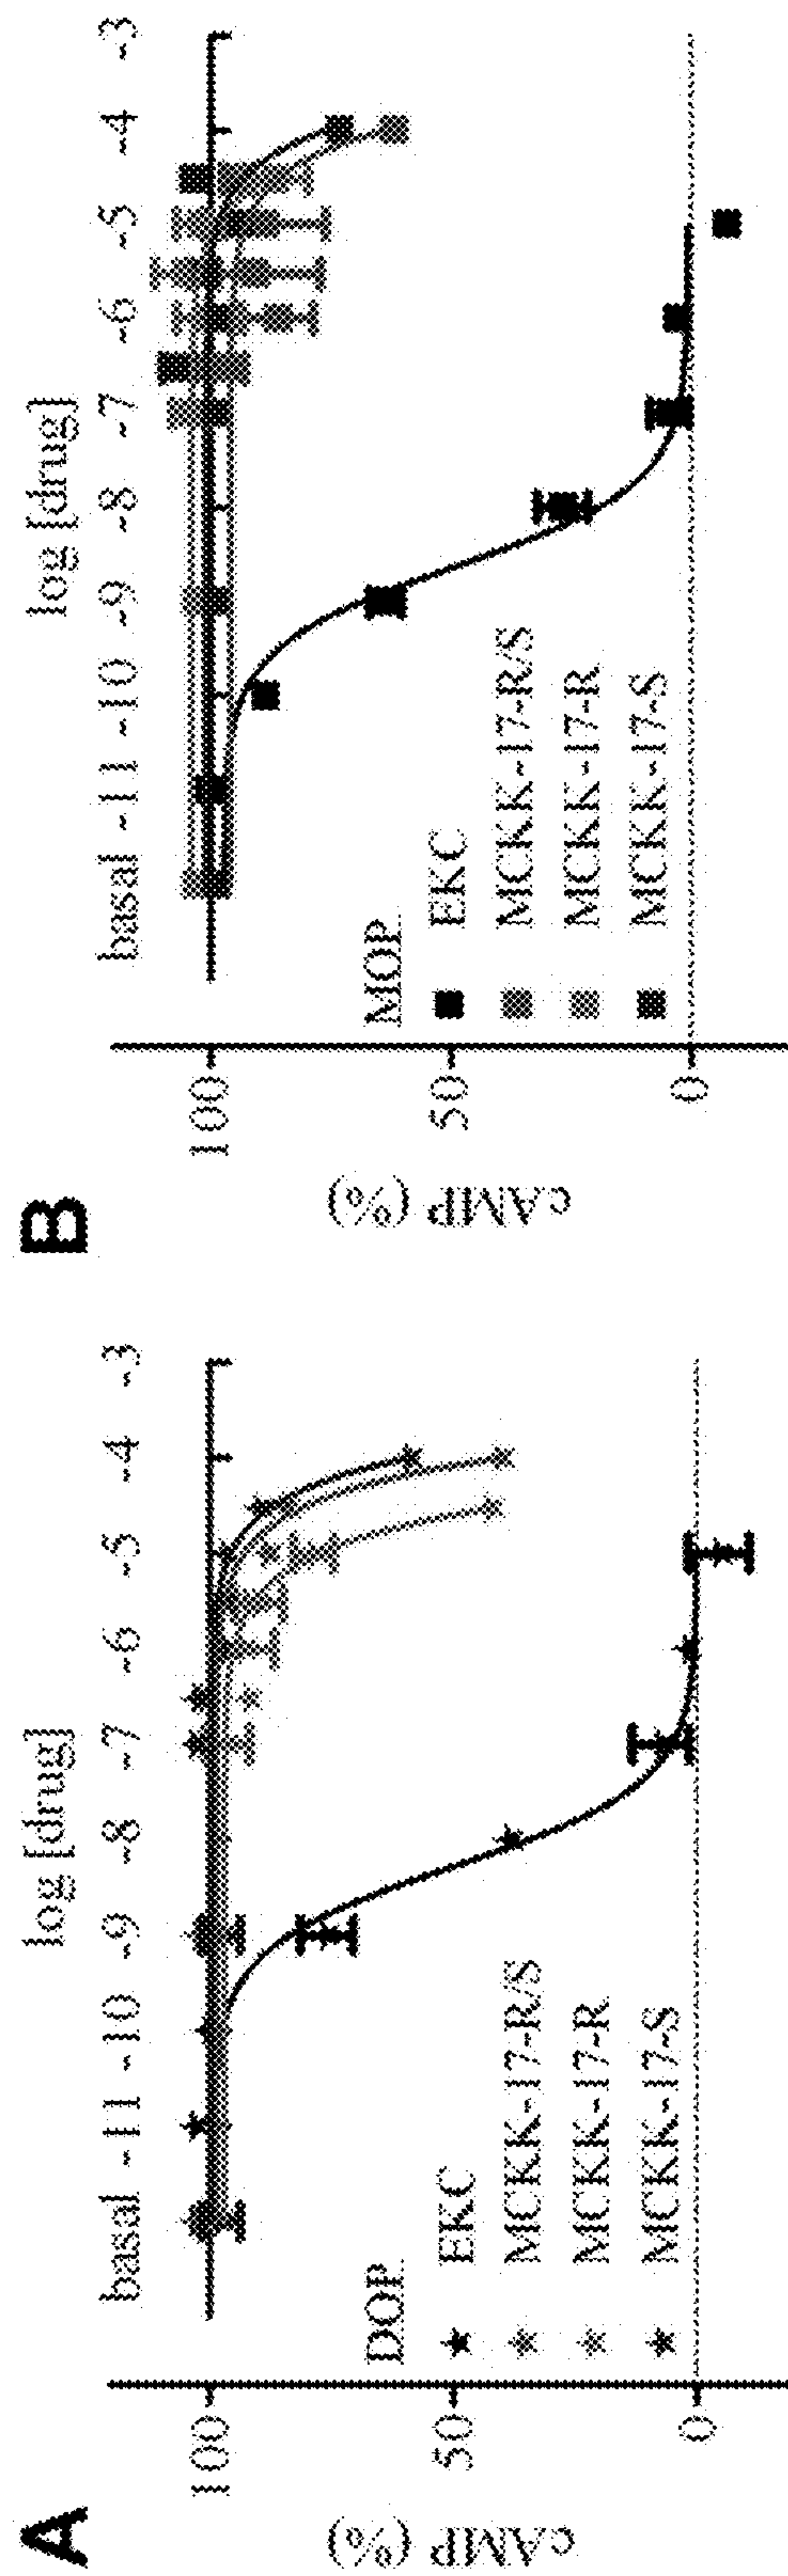 A
log [drug]
basal -11 -10 -9 -8 -7 -6 -5 -4 -3
100
50
0
cAMP (%)
DOP
EKC
MCKK-17-R/S
MCKK-17-R
MCKK-17-S
B
log [drug]
basal -11 -10 -9 -8 -7 -6 -5 -4 -3
100
50
0
cAMP (%)
MOP
EKC
MCKK-17-R/S
MCKK-17-R
MCKK-17-S